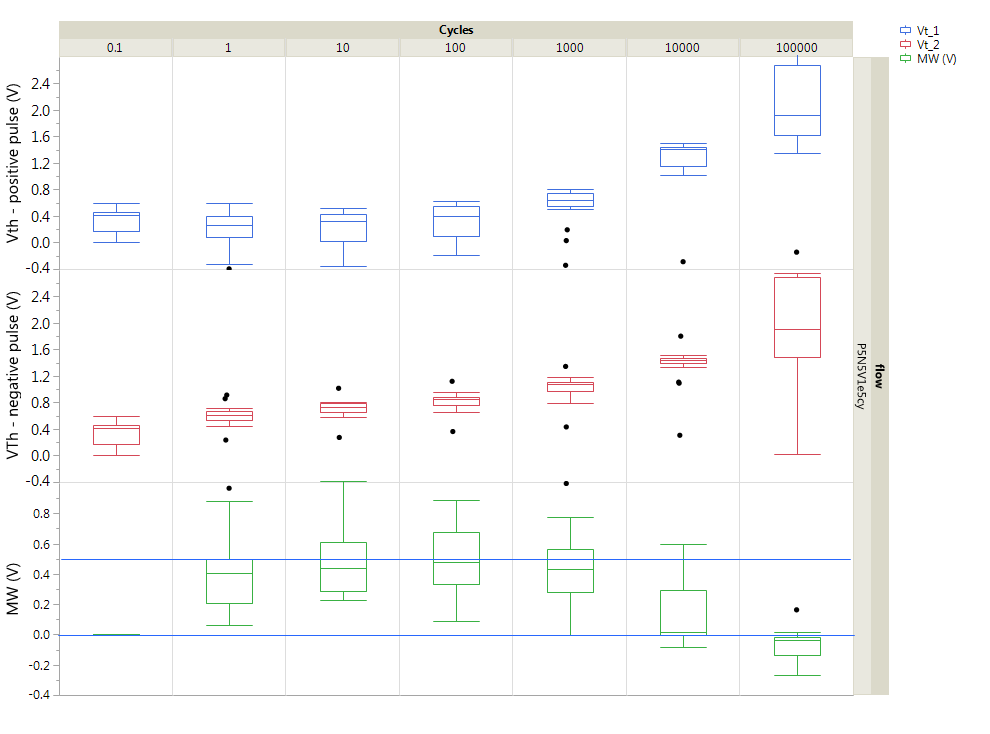 Cycles
0.1 1 10 100 1000 10000 100000
Vt_1
Vt_2
MW (V)
Vth - positive pulse (V)
2.4
2.0
1.6
1.2
0.8
0.4
0.0
-0.4
VTh - negative pulse (V)
2.4
2.0
1.6
1.2
0.8
0.4
0.0
-0.4
MW (V)
0.8
0.6
0.4
0.2
0.0
-0.2
-0.4
P5N5V1e5cy
flow